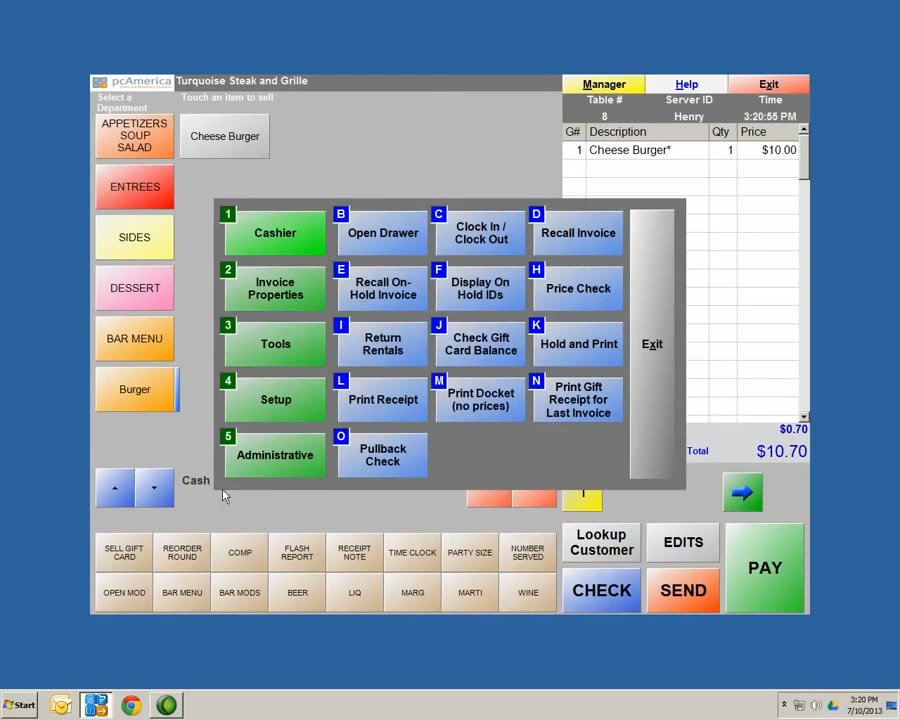 pcAmerica
Turquoise Steak and Grille
Manager
Help
Exit
Select a
Department
Touch an item to sell
Table #
Server ID
Time
8
Henry
3:20:55 PM
G#
Description
Qty
Price
1
Cheese Burger*
1
$10.00
APPETIZERS
SOUP
SALAD
Cheese Burger
ENTREES
SIDES
DESSERT
BAR MENU
Burger
1
Cashier
B
Open Drawer
C
Clock In /
Clock Out
D
Recall Invoice
2
Invoice
Properties
E
Recall On-
Hold Invoice
F
Display On
Hold IDs
H
Price Check
3
Tools
I
Return
Rentals
J
Check Gift
Card Balance
K
Hold and Print
Exit
4
Setup
L
Print Receipt
M
Print Docket
(no prices)
N
Print Gift
Receipt for
Last Invoice
5
Administrative
O
Pullback
Check
$0.70
Total
$10.70
Cash
SELL GIFT
CARD
REORDER
ROUND
COMP
FLASH
REPORT
RECEIPT
NOTE
TIME CLOCK
PARTY SIZE
NUMBER
SERVED
OPEN MOD
BAR MENU
BAR MODS
BEER
LIQ
MARG
MARTI
WINE
Lookup
Customer
EDITS
PAY
CHECK
SEND
Start
3:20 PM
7/10/2013